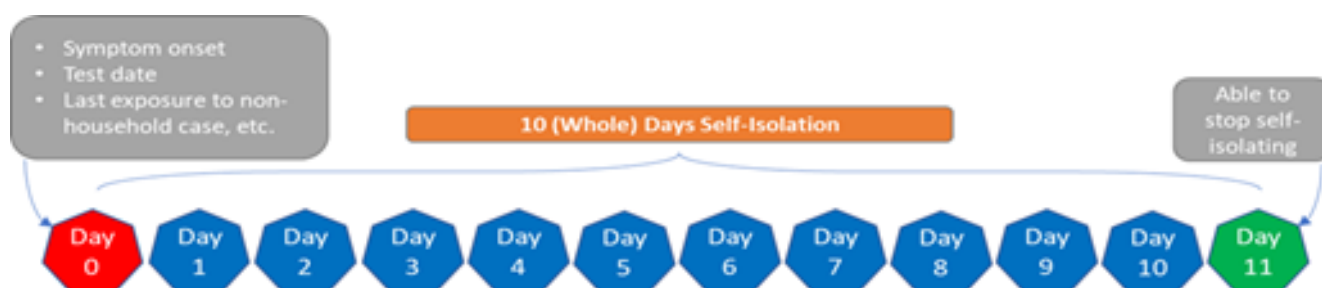 • Symptom onset
• Test date
• Last exposure to non-
household case, etc.
10 (Whole) Days Self-Isolation
Able to
stop self-
isolating
Day
0
Day
1
Day
2
Day
3
Day
4
Day
5
Day
6
Day
7
Day
8
Day
9
Day
10
Day
11